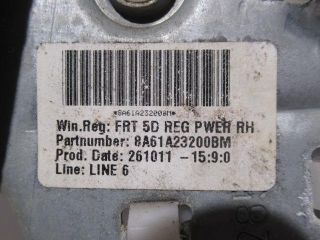 *8A61A23200BM*
Win.Reg: FRT 5D REG PWER RH
Partnumber: 8A61A23200BM
Prod. Date: 261011 -15:9:0
Line: LINE 6